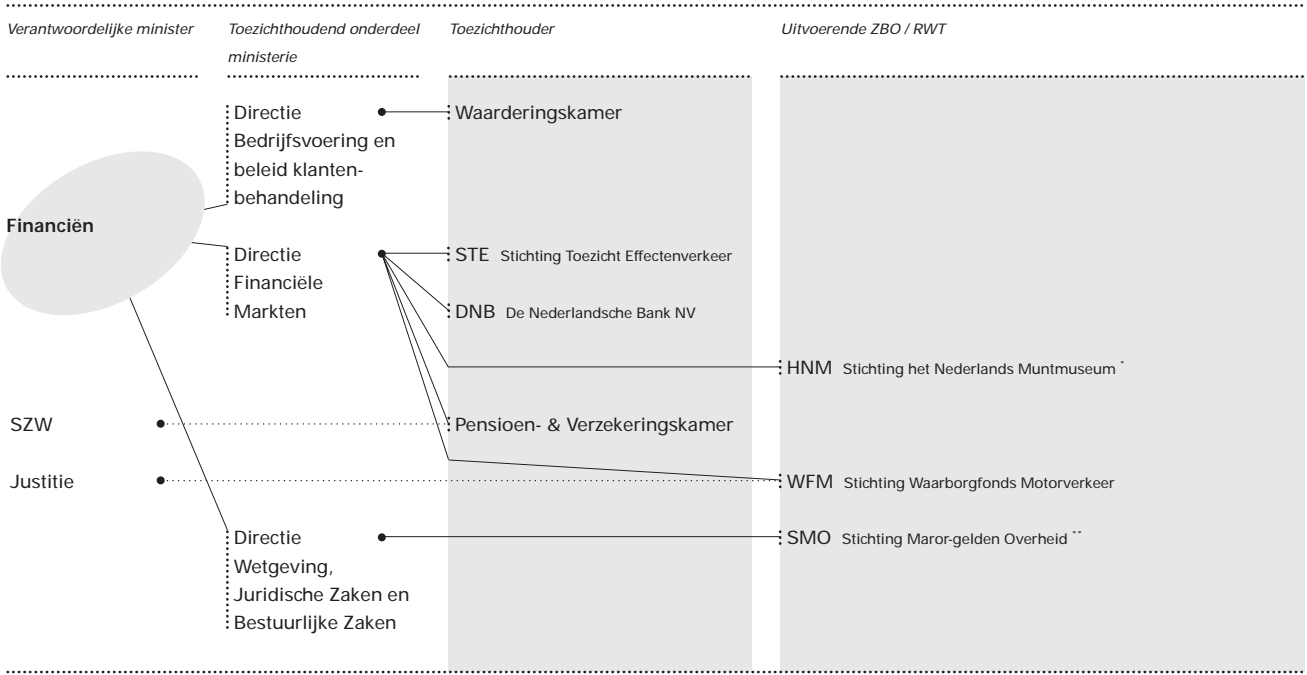 Verantwoordelijke minister
Toezichthoudend onderdeel
ministerie
Toezichthouder
Uitvoerende ZBO / RWT
Directie
Bedrijfsvoering en
beleid klanten-
behandeling
Waarderingskamer
Financiën
Directie
Financiële
Markten
STE Stichting Toezicht Effectenverkeer
DNB De Nederlandsche Bank NV
HNM Stichting het Nederlands Muntmuseum *
SZW
Pensioen- & Verzekeringskamer
Justitie
WFM Stichting Waarborgfonds Motorverkeer
Directie
Wetgeving,
Juridische Zaken en
Bestuurlijke Zaken
SMO Stichting Maror-gelden Overheid **